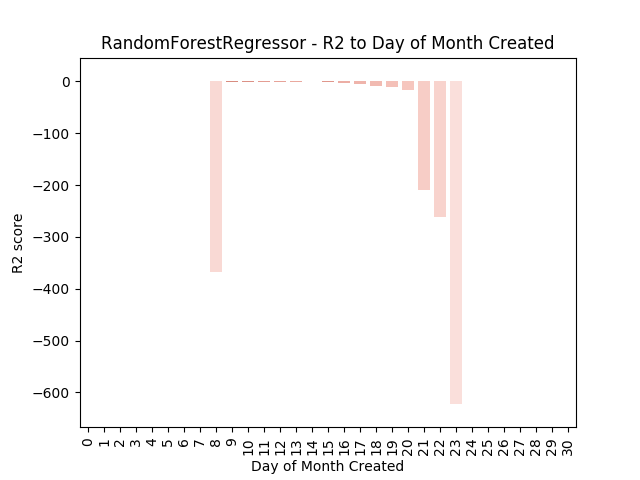 RandomForestRegressor - R2 to Day of Month Created
R2 score
0
−100
−200
−300
−400
−500
−600
0 1 2 3 4 5 6 7 8 9 10 11 12 13 14 15 16 17 18 19 20 21 22 23 24 25 26 27 28 29 30
Day of Month Created